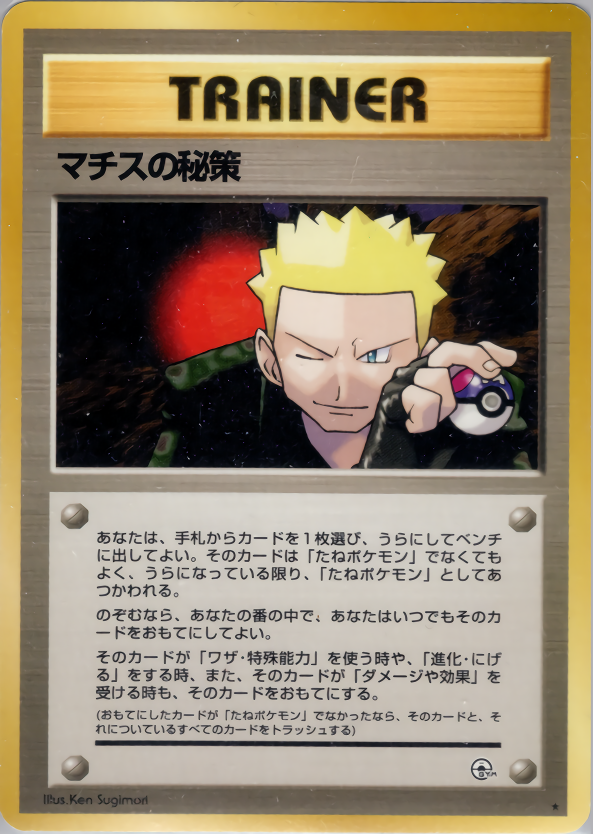 TRAINER
マチスの秘策
あなたは、手札からカードを1枚選び、うらにしてベンチ
に出してよい。そのカードは「たねポケモン」でなくても
よく、うらになっている限り、「たねポケモン」としてあ
つかわれる。
のぞむなら、あなたの番の中で、あなたはいつでもそのカ
ードをおもてにしてよい。
そのカードが「ワザ・特殊能力」を使う時や、「進化・にげ
る」をする時、また、そのカードが「ダメージや効果」を
受ける時も、そのカードをおもてにする。
(おもてにしたカードが「たねポケモン」でなかったなら、そのカードと、そ
れについているすべてのカードをトラッシュする)
GYM
Illus.Ken Sugimori
★